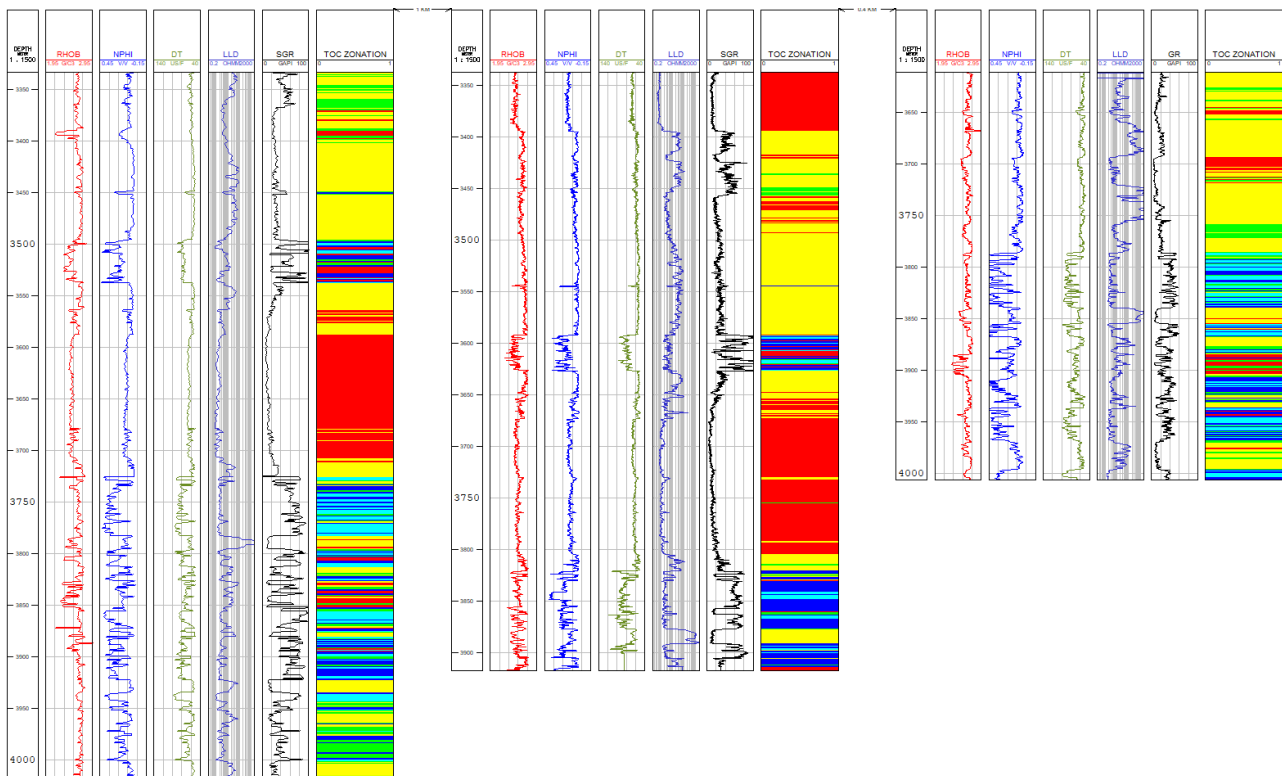 DEPTH
METER
1 : 1500
RHOB
1.95 G/C3 2.95
NPHI
0.45 V/V -0.15
DT
140 US/F 40
LLD
0.2 OHMM2000
SGR
0 GAPI 100
TOC ZONATION
0 1
3350
3400
3450
3500
3550
3600
3650
3700
3750
3800
3850
3900
3950
4000
DEPTH
METER
1 : 1500
RHOB
1.95 G/C3 2.95
NPHI
0.45 V/V -0.15
DT
140 US/F 40
LLD
0.2 OHMM2000
SGR
0 GAPI 100
TOC ZONATION
0 1
3350
3400
3450
3500
3550
3600
3650
3700
3750
3800
3850
3900
DEPTH
METER
1 : 1500
RHOB
1.95 G/C3 2.95
NPHI
0.45 V/V -0.15
DT
140 US/F 40
LLD
0.2 OHMM2000
GR
0 GAPI 100
TOC ZONATION
0 1
3650
3700
3750
3800
3850
3900
3950
4000